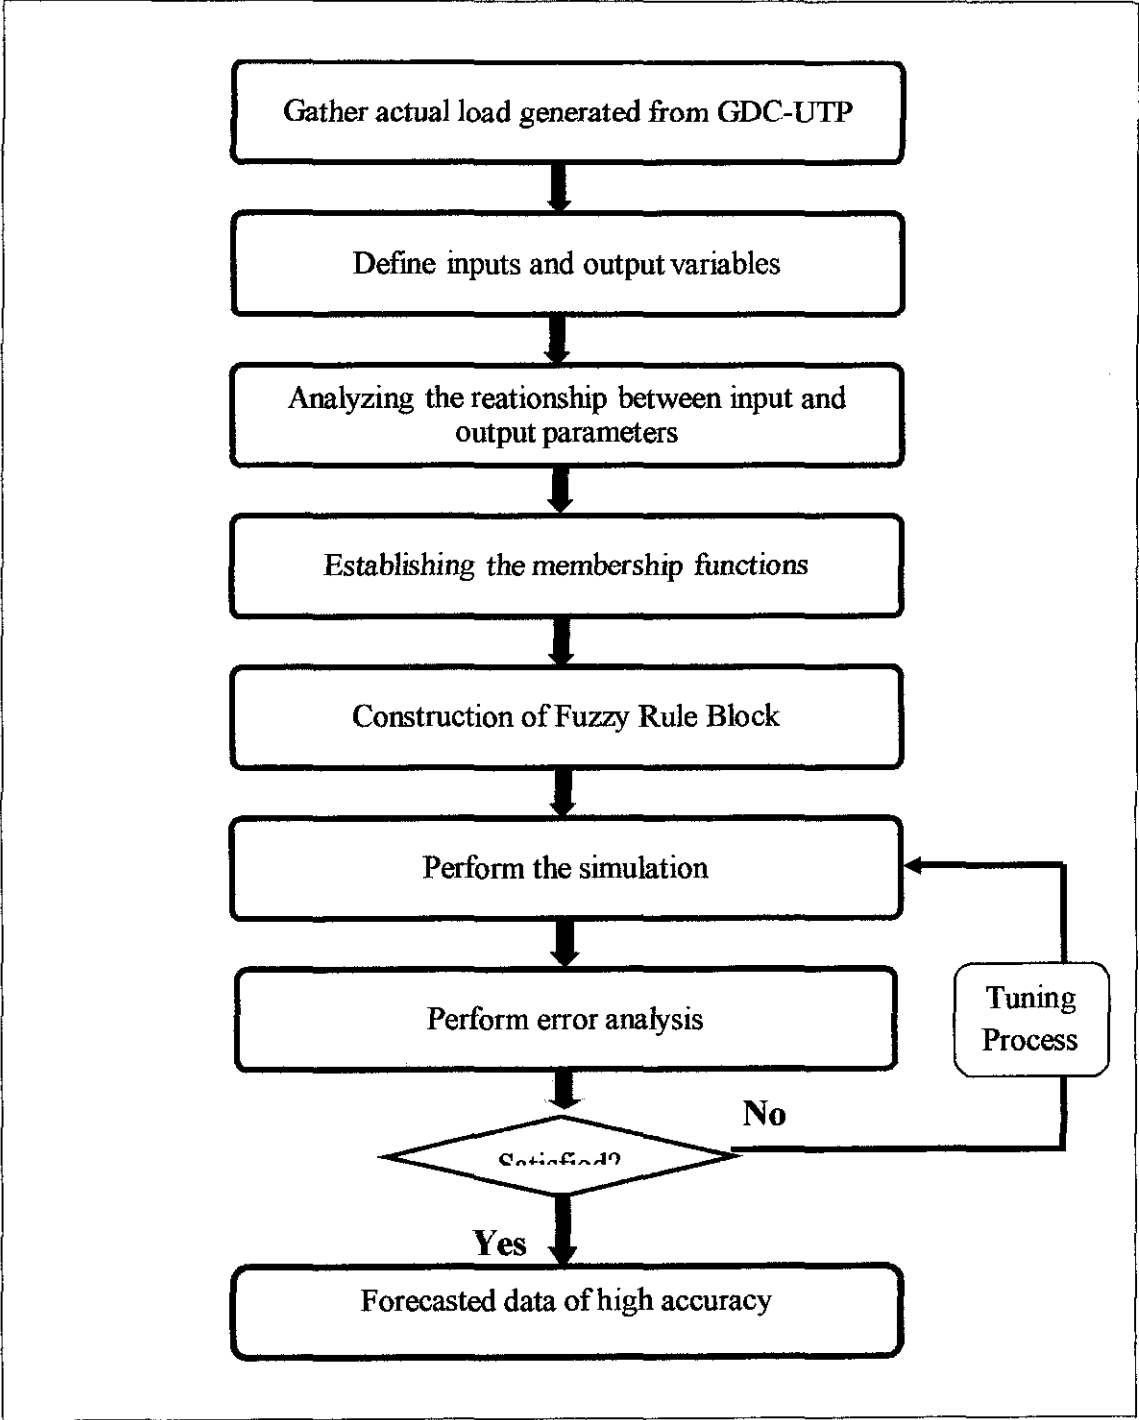 Gather actual load generated from GDC-UTP
Define inputs and output variables
Analyzing the reationship between input and
output parameters
Establishing the membership functions
Construction of Fuzzy Rule Block
Perform the simulation
Tuning
Process
Perform error analysis
No
Satisfied?
Yes
Forecasted data of high accuracy